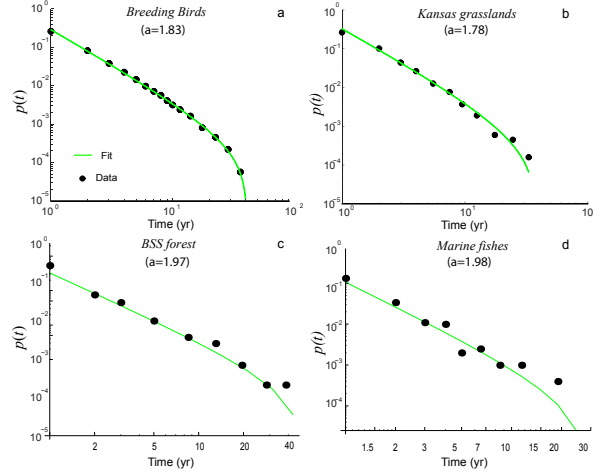 Breeding Birds
a
(a=1.83)
10^0
10^-1
10^-2
10^-3
10^-4
10^-5
p(t)
Fit
Data
10^0
10^1
10^2
Time (yr)
Kansas grasslands
b
(a=1.78)
10^0
10^-1
10^-2
10^-3
10^-4
10^-5
p(t)
10^0
10^1
10
Time (yr)
BSS forest
c
(a=1.97)
10^0
10^-1
10^-2
10^-3
10^-4
10^-5
p(t)
2
5
10
20
40
Time (yr)
Marine fishes
d
(a=1.98)
10^0
10^-1
10^-2
10^-3
10^-4
p(t)
1.5
2
3
5
7
10
15
20
30
Time (yr)